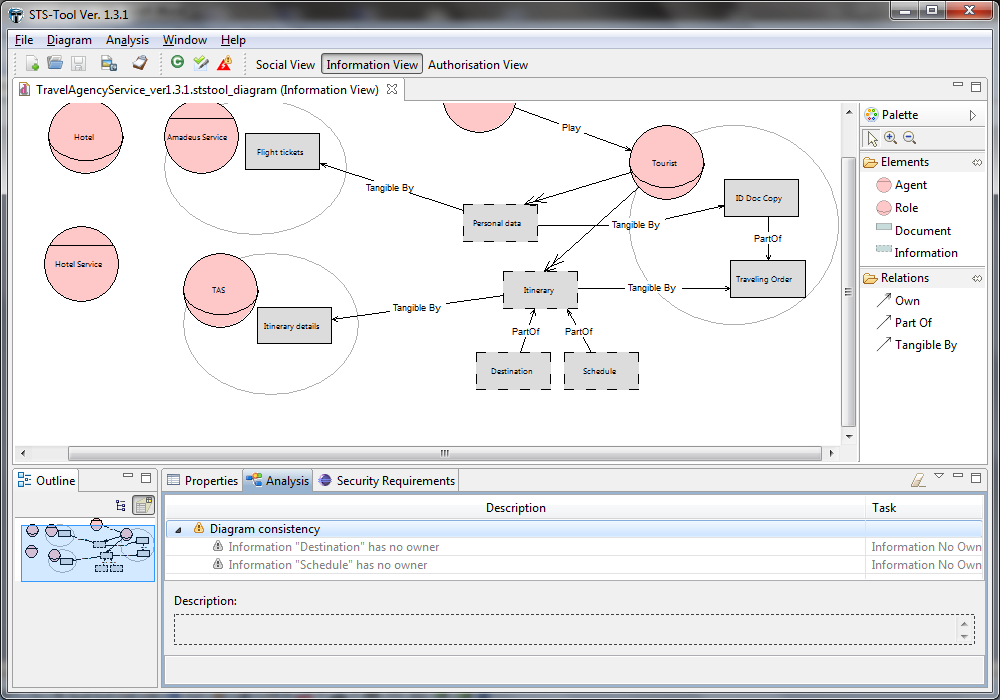 STS-Tool Ver. 1.3.1
File Diagram Analysis Window Help
Social View Information View Authorisation View
TravelAgencyService_ver1.3.1.ststool_diagram (Information View)
Hotel
Amadeus Service
Flight tickets
Tangible By
Play
Tourist
Personal data
Tangible By
ID Doc Copy
PartOf
Traveling Order
Hotel Service
TAS
Itinerary details
Tangible By
Itinerary
Tangible By
PartOf
PartOf
Destination
Schedule
Palette
Elements
Agent
Role
Document
Information
Relations
Own
Part Of
Tangible By
Outline
Properties Analysis Security Requirements
Description Task
Diagram consistency
Information "Destination" has no owner Information No Own
Information "Schedule" has no owner Information No Own
Description: